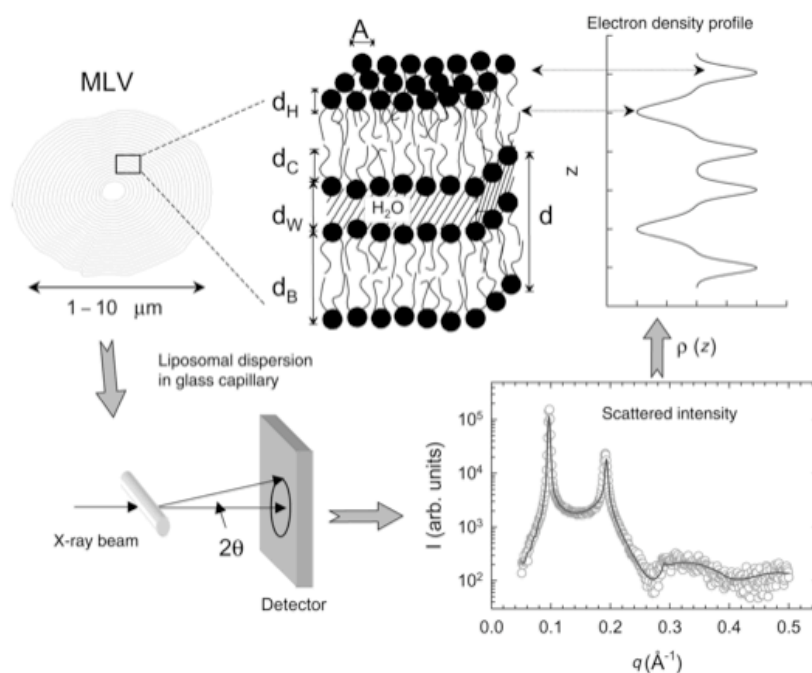 Electron density profile
A
MLV
d_H
d_C
d_W
H₂O
d
d_B
z
1 – 10 μm
Liposomal dispersion
in glass capillary
ρ (z)
X-ray beam
2θ
Detector
Scattered intensity
I (arb. units)
10⁵
10⁴
10³
10²
0.0 0.1 0.2 0.3 0.4 0.5
q (Å⁻¹)